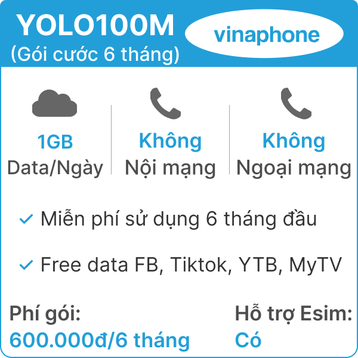 YOLO100M
(Gói cước 6 tháng)
vinaphone
1GB
Data/Ngày
Không
Nội mạng
Không
Ngoại mạng
✓ Miễn phí sử dụng 6 tháng đầu
✓ Free data FB, Tiktok, YTB, MyTV
Phí gói:
600.000đ/6 tháng
Hỗ trợ Esim:
Có